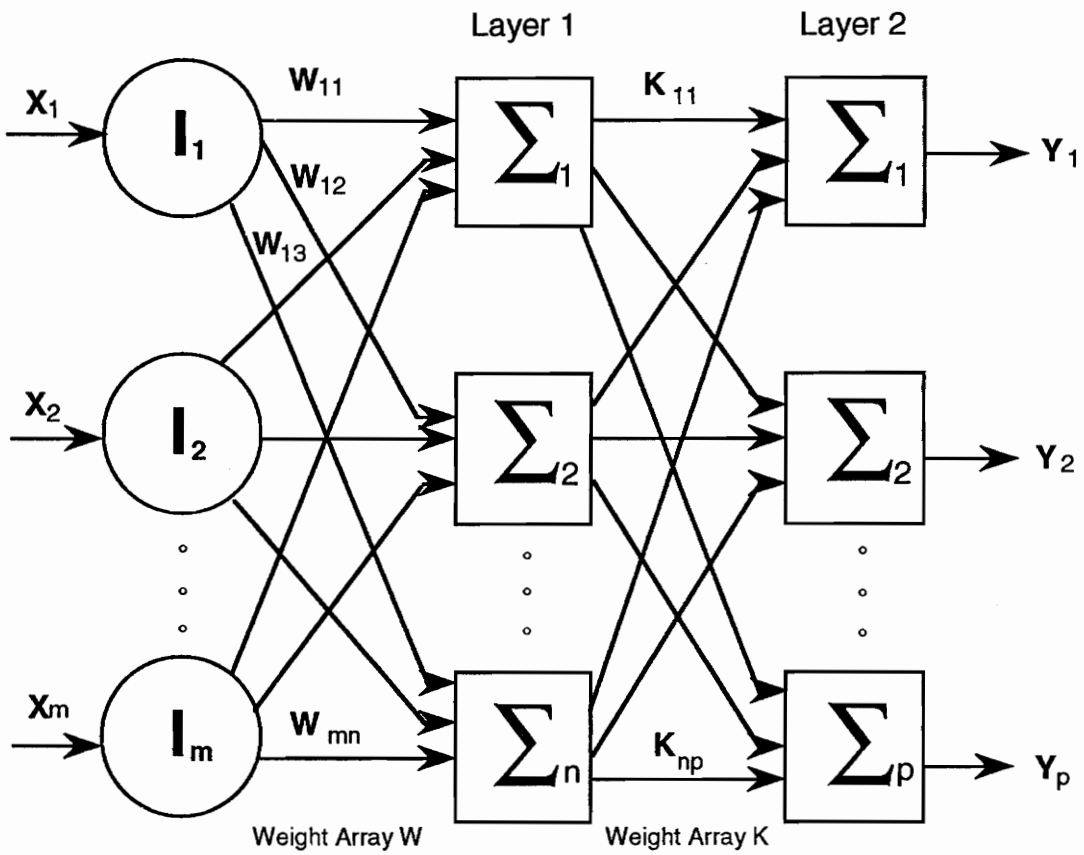 Layer 1
Layer 2
X1
I1
W11
Σ1
K11
Σ1
Y1
W12
W13
X2
I2
Σ2
Σ2
Y2
Xm
Im
Wmn
Σn
Knp
Σp
Yp
Weight Array W
Weight Array K